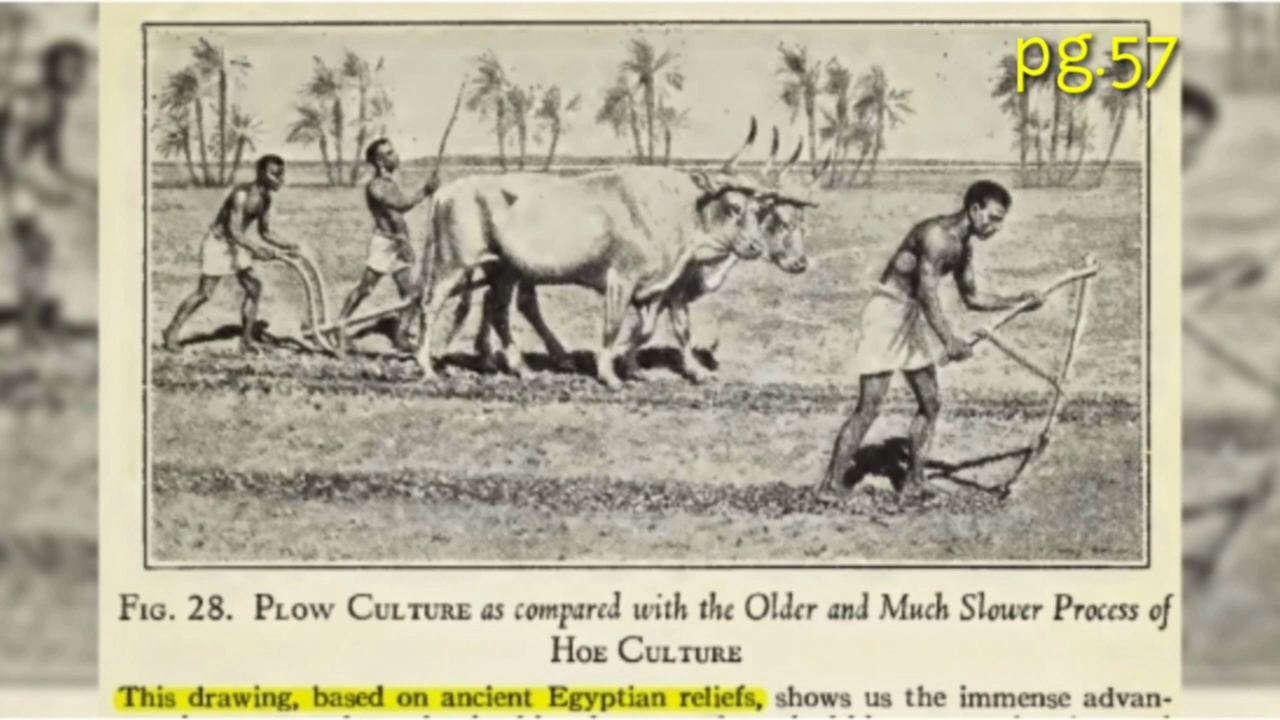 pg.57
Fig. 28. Plow Culture as compared with the Older and Much Slower Process of
Hoe Culture
This drawing, based on ancient Egyptian reliefs, shows us the immense advan-